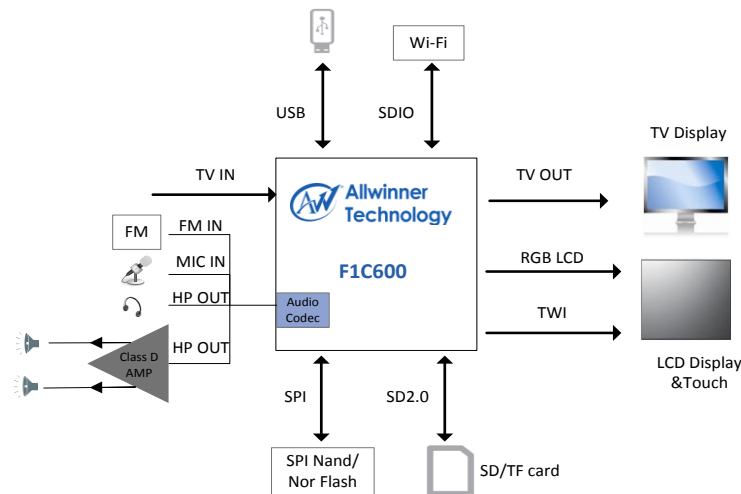 Wi-Fi
USB
SDIO
TV Display
TV IN
TV OUT
AW
Allwinner
Technology
FM
FM IN
MIC IN
F1C600
RGB LCD
HP OUT
Audio
Codec
TWI
HP OUT
Class D
AMP
LCD Display
&Touch
SPI
SD2.0
SPI Nand/
Nor Flash
SD/TF card